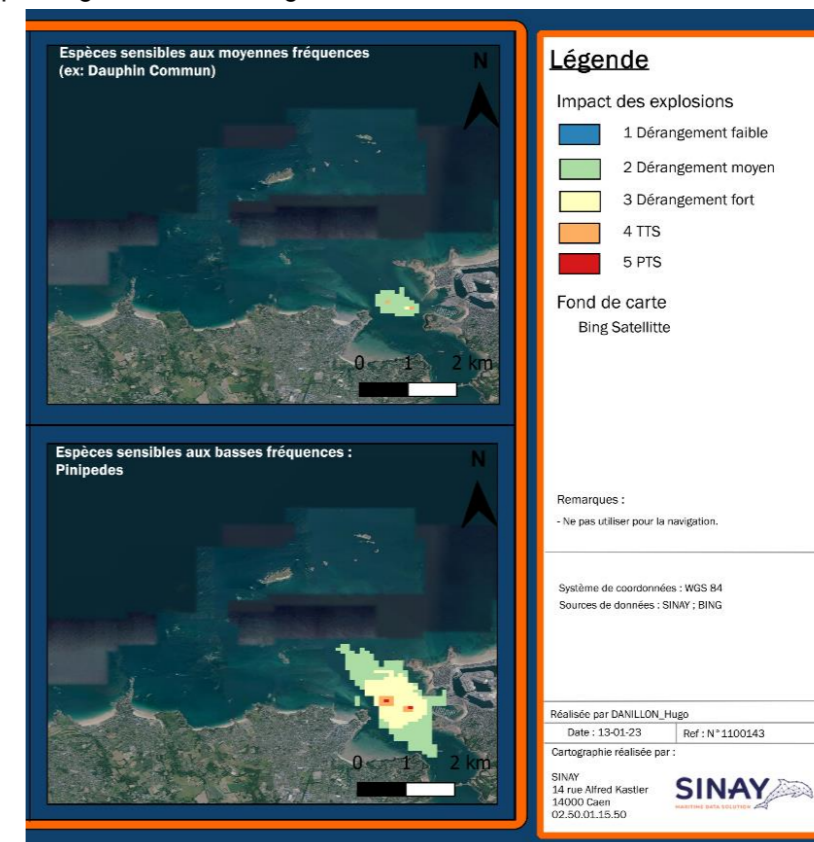 Espèces sensibles aux moyennes fréquences
(ex: Dauphin Commun)
N
0 1 2 km
Espèces sensibles aux basses fréquences :
Pinipedes
N
0 1 2 km
Légende
Impact des explosions
1 Dérangement faible
2 Dérangement moyen
3 Dérangement fort
4 TTS
5 PTS
Fond de carte
Bing Satellitte
Remarques :
- Ne pas utiliser pour la navigation.
Système de coordonnées : WGS 84
Sources de données : SINAY ; BING
Réalisée par DANILLON_Hugo
Date : 13-01-23
Ref : N°1100143
Cartographie réalisée par :
SINAY
14 rue Alfred Kastler
14000 Caen
02.50.01.15.50
SINAY
MARITIME DATA SOLUTION